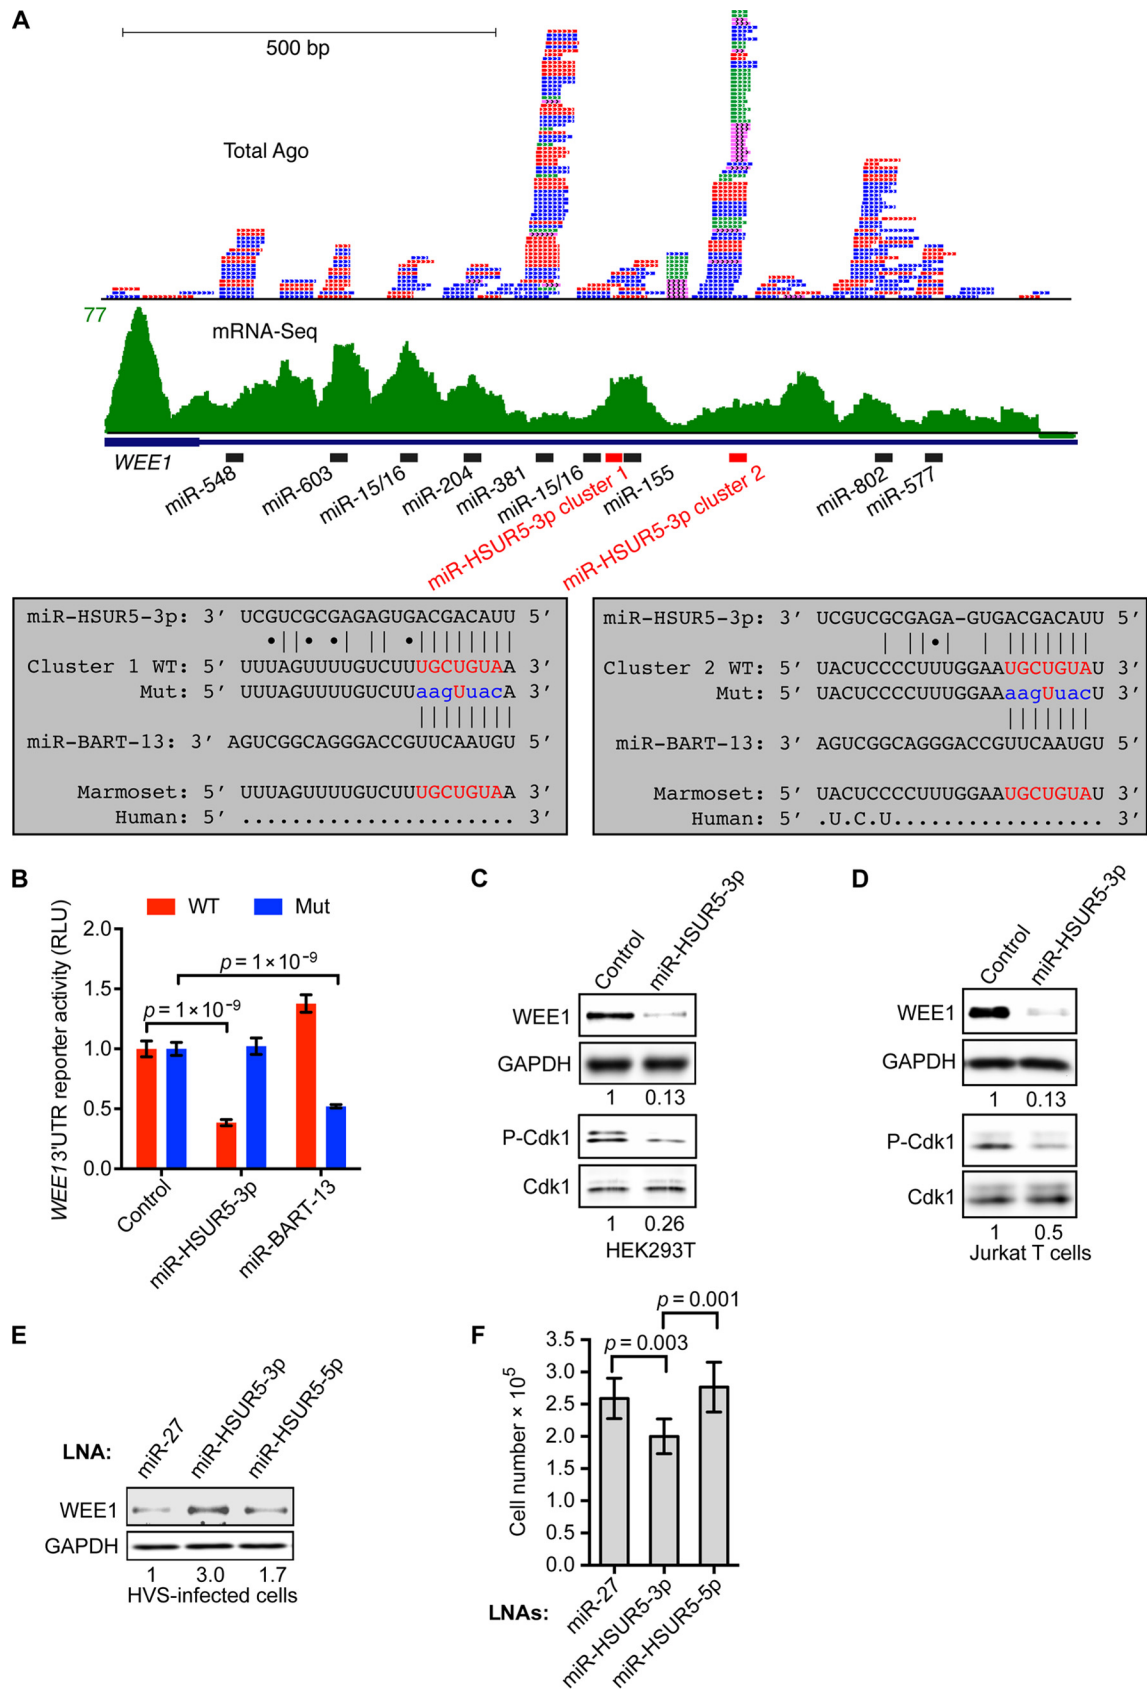 A
500 bp
Total Ago
77
mRNA-Seq
WEE1
miR-548
miR-603
miR-15/16
miR-204
miR-381
miR-15/16
miR-HSUR5-3p cluster 1
miR-155
miR-HSUR5-3p cluster 2
miR-802
miR-577
miR-HSUR5-3p: 3′ UCGUCGCGAGAGUGACGACAUU 5′
Cluster 1 WT: 5′ UUUAGUUUUGUCUUUGCUGUAA 3′
Mut: 5′ UUUAGUUUUGUCUUaagUuacA 3′
miR-BART-13: 3′ AGUCGGCAGGGACCGUUCAAUGU 5′
Marmoset: 5′ UUUAGUUUUGUCUUUGCUGUAA 3′
Human: 5′ ...................... 3′
miR-HSUR5-3p: 3′ UCGUCGCGAGA-GUGACGACAUU 5′
Cluster 2 WT: 5′ UACUCCCCUUUGGAAUGCUGUAU 3′
Mut: 5′ UACUCCCCUUUGGAAaagUuacU 3′
miR-BART-13: 3′ AGUCGGCAGGGACCGUUCAAUGU 5′
Marmoset: 5′ UACUCCCCUUUGGAAUGCUGUAU 3′
Human: 5′ .U.C.U................. 3′
B
WT
Mut
WEE1 3'UTR reporter activity (RLU)
2.0
1.5
1.0
0.5
0.0
p = 1 × 10⁻⁹
p = 1 × 10⁻⁹
Control
miR-HSUR5-3p
miR-BART-13
C
Control
miR-HSUR5-3p
WEE1
GAPDH
1 0.13
P-Cdk1
Cdk1
1 0.26
HEK293T
D
Control
miR-HSUR5-3p
WEE1
GAPDH
1 0.13
P-Cdk1
Cdk1
1 0.5
Jurkat T cells
E
LNA:
miR-27
miR-HSUR5-3p
miR-HSUR5-5p
WEE1
GAPDH
1 3.0 1.7
HVS-infected cells
F
p = 0.001
p = 0.003
Cell number × 10⁵
3.5
3.0
2.5
2.0
1.5
1.0
0.5
0.0
LNAs:
miR-27
miR-HSUR5-3p
miR-HSUR5-5p